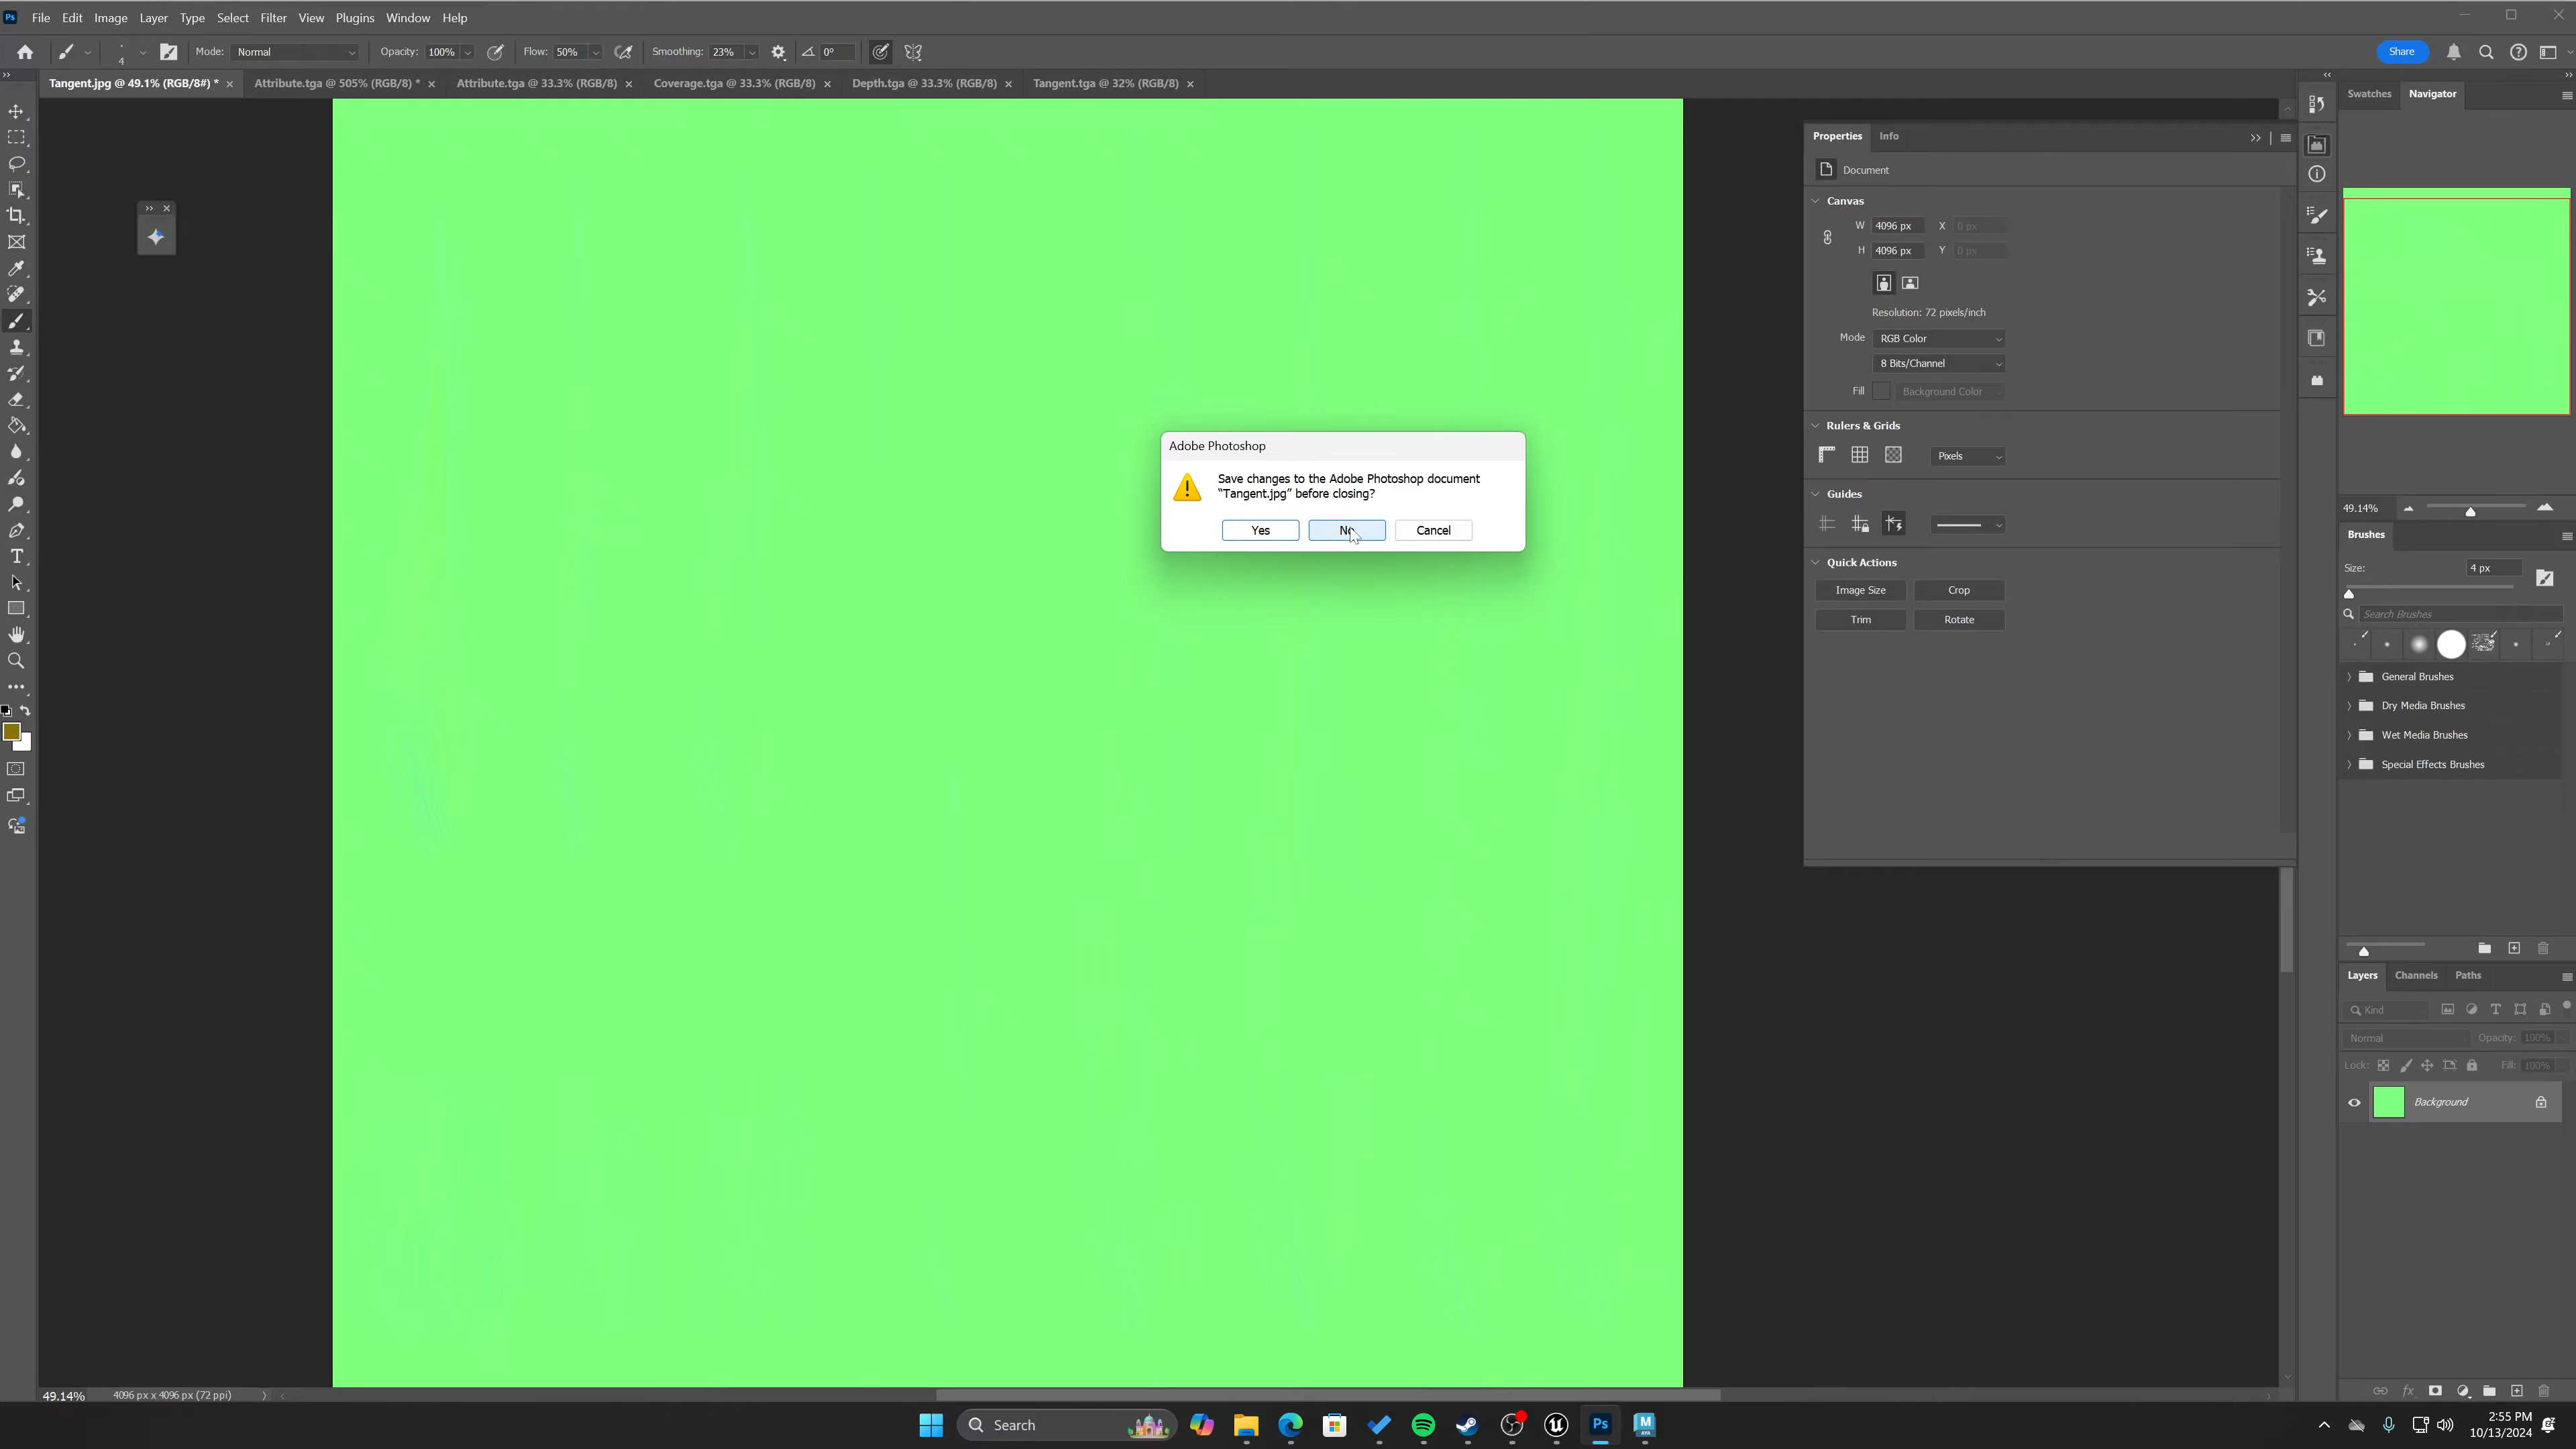 File Edit Image Layer Type Select Filter View Plugins Window Help
4 Mode: Normal Opacity: 100% Flow: 50% Smoothing: 23% 0° Share
Tangent.jpg @ 49.1% (RGB/8#) * Attribute.tga @ 505% (RGB/8) * Attribute.tga @ 33.3% (RGB/8) Coverage.tga @ 33.3% (RGB/8) Depth.tga @ 33.3% (RGB/8) Tangent.tga @ 32% (RGB/8)
Swatches Navigator
Properties Info
Document
Canvas
W 4096 px X 0 px
H 4096 px Y 0 px
Resolution: 72 pixels/inch
Mode RGB Color
8 Bits/Channel
Fill Background Color
Rulers & Grids
Pixels
Guides
Quick Actions
Image Size Crop
Trim Rotate
Adobe Photoshop
Save changes to the Adobe Photoshop document
“Tangent.jpg” before closing?
Yes No Cancel
49.14%
Brushes
Size: 4 px
Search Brushes
General Brushes
Dry Media Brushes
Wet Media Brushes
Special Effects Brushes
Layers Channels Paths
Kind
Normal Opacity: 100%
Lock: Fill: 100%
Background
49.14% 4096 px x 4096 px (72 ppi)
Search
2:55 PM
10/13/2024